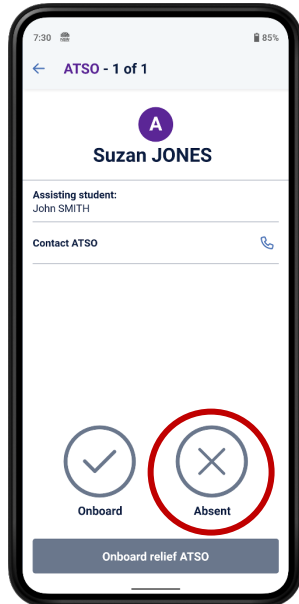 7:30
85%
ATSO - 1 of 1
A
Suzan JONES
Assisting student:
John SMITH
Contact ATSO
Onboard
Absent
Onboard relief ATSO